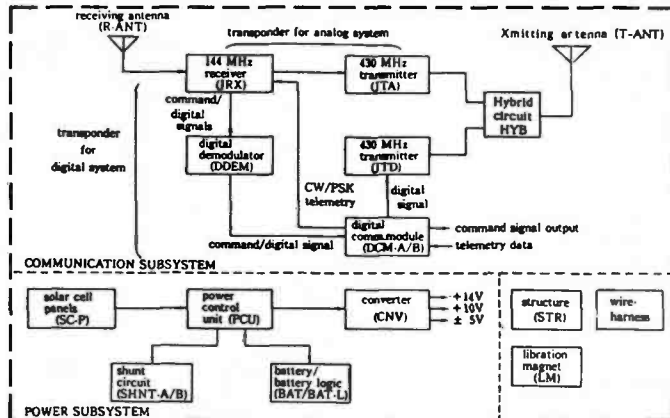 receiving antenna
(R·ANT)
transponder for analog system
Xmitting antenna (T-ANT)
144 MHz
receiver
(JRX)
430 MHz
transmitter
(JTA)
Hybrid
circuit
HYB
command/
digital
signals
transponder
for
digital system
digital
demodulator
(DDEM)
430 MHz
transmitter
(JTD)
CW/PSK
telemetry
digital
signal
command/digital signal
digital
comm.module
(DCM·A/B)
command signal output
telemetry data
COMMUNICATION SUBSYSTEM
solar cell
panels
(SC-P)
power
control
unit (PCU)
converter
(CNV)
+14V
+10V
± 5V
structure
(STR)
wire-
harness
shunt
circuit
(SHNT·A/B)
battery/
battery logic
(BAT/BAT·L)
libration
magnet
(LM)
POWER SUBSYSTEM